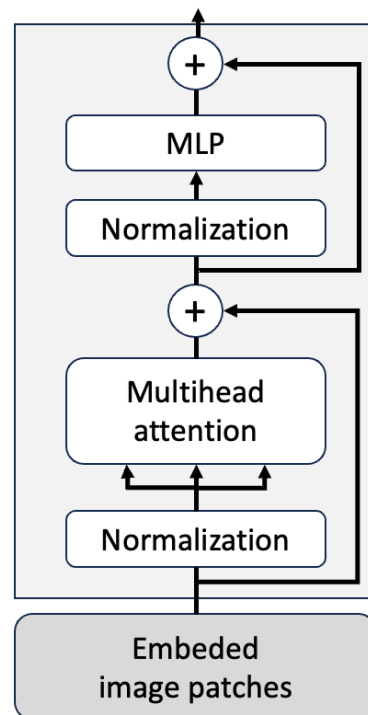 +
MLP
Normalization
+
Multihead
attention
Normalization
Embeded
image patches